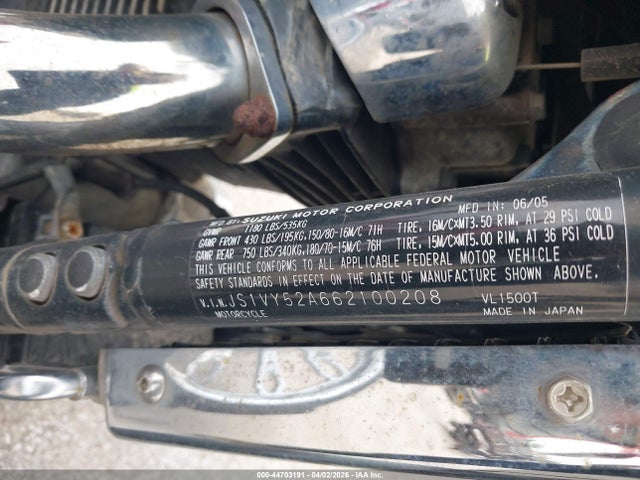 MFD BY SUZUKI MOTOR CORPORATION MFD IN: 06/05
GVWR 1180 LBS/535KG
GAWR FRONT 430 LBS/195KG, 150/80-16M/C 71H TIRE, 16M/CXMT3.50 RIM, AT 29 PSI COLD
GAWR REAR 750 LBS/340KG, 180/70-15M/C 76H TIRE, 15M/CXMT5.00 RIM, AT 36 PSI COLD
THIS VEHICLE CONFORMS TO ALL APPLICABLE FEDERAL MOTOR VEHICLE
SAFETY STANDARDS IN EFFECT ON THE DATE OF MANUFACTURE SHOWN ABOVE.
V.I.N. JS1VY52A662100208 VL1500T
MOTORCYCLE MADE IN JAPAN
000-44703191 - 04/02/2026 - IAAI, Inc.